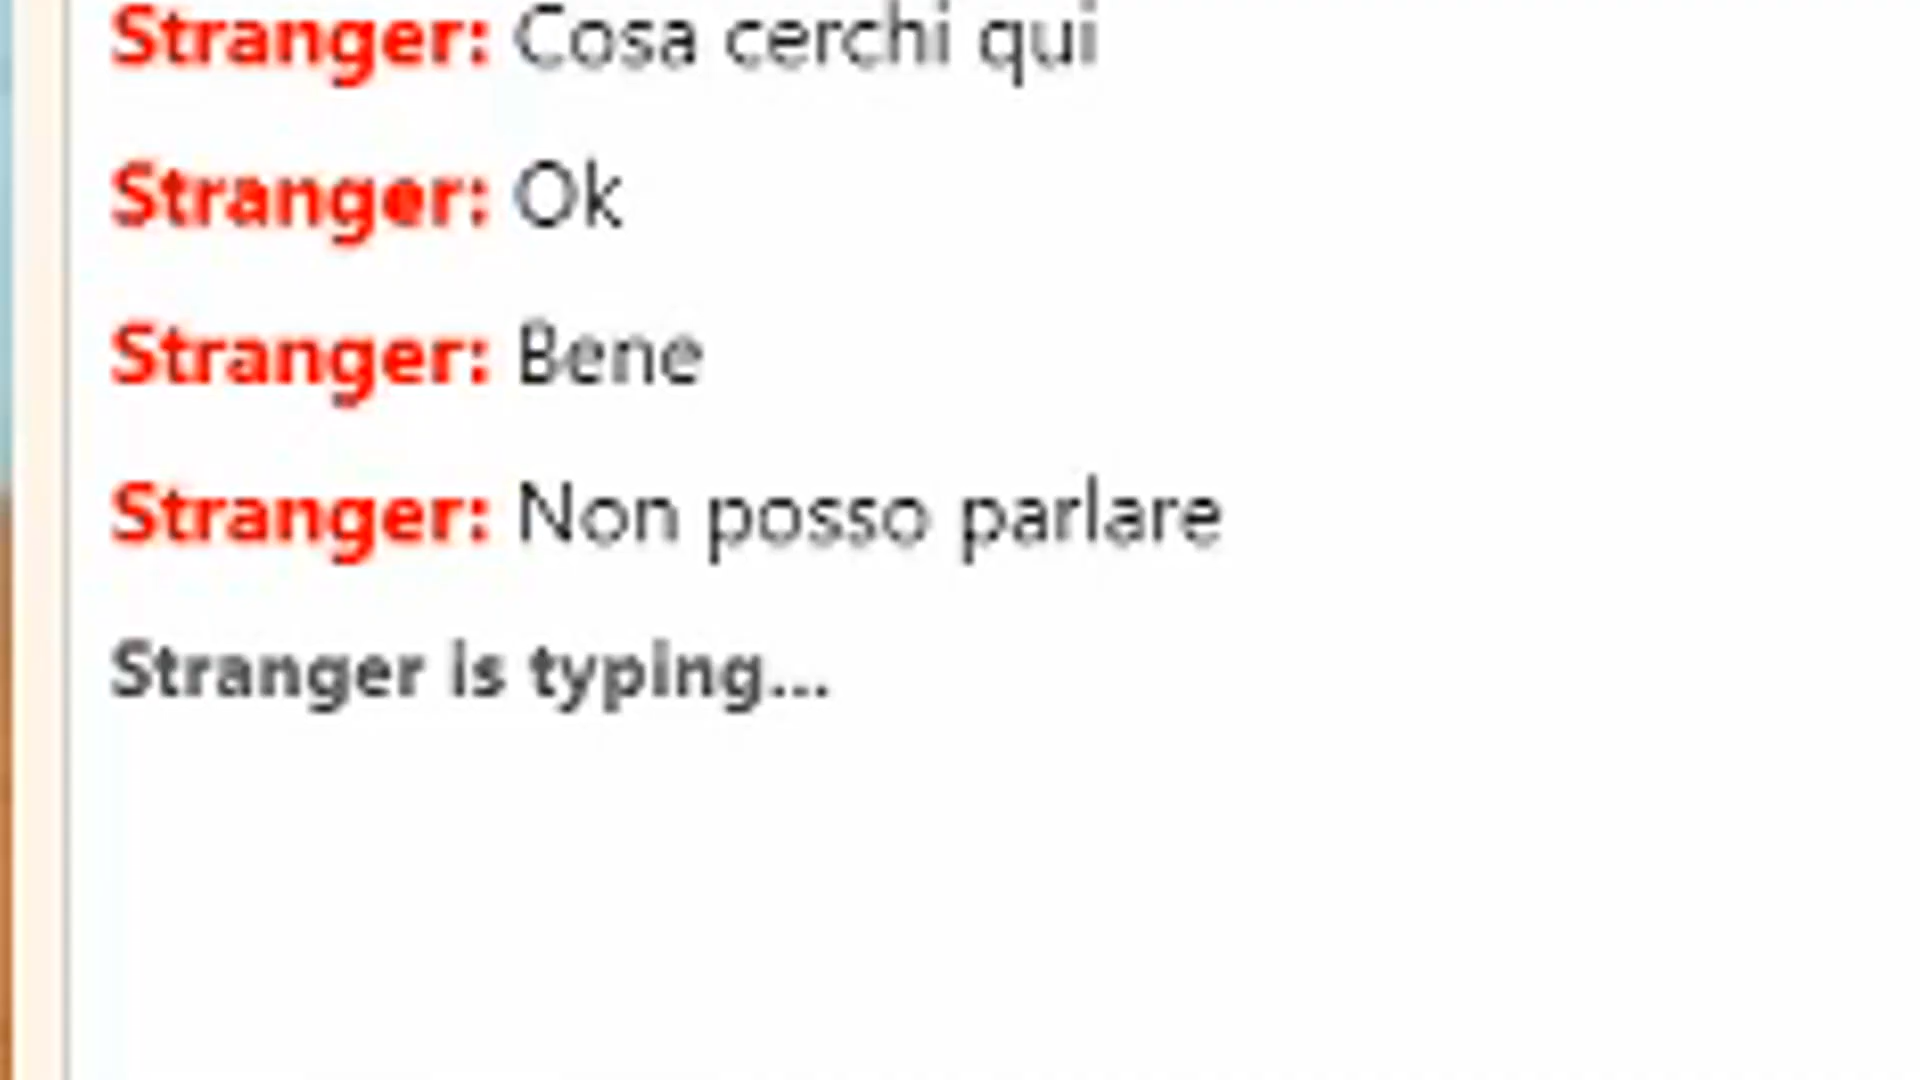 Stranger: Cosa cerchi qui
Stranger: Ok
Stranger: Bene
Stranger: Non posso parlare
Stranger is typing...